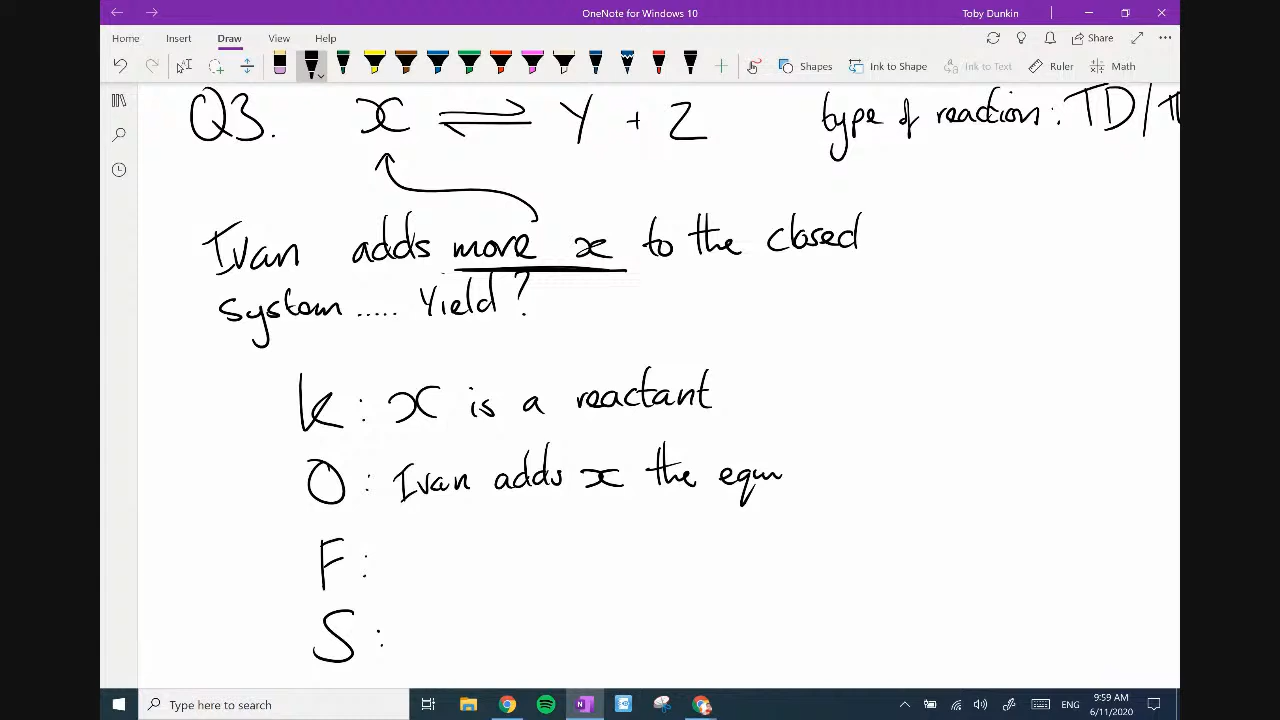 OneNote for Windows 10
Toby Dunkin
Home Insert Draw View Help
Share
Shapes Ink to Shape Ink to Text Ruler Math
Q3. x ⇌ Y + Z type of reaction: TD/
Ivan adds more x to the closed
system ..... Yield?
K: x is a reactant
O: Ivan adds x the equ
F:
S:
Type here to search
9:59 AM
6/11/2020